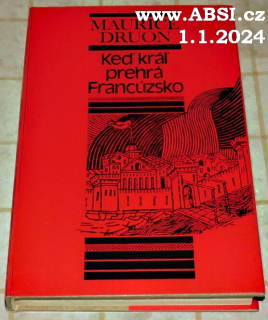 www.ABSI.cz
1.1.2024
MAURICE
DRUON
Keď kráľ
prehrá
Francúzsko